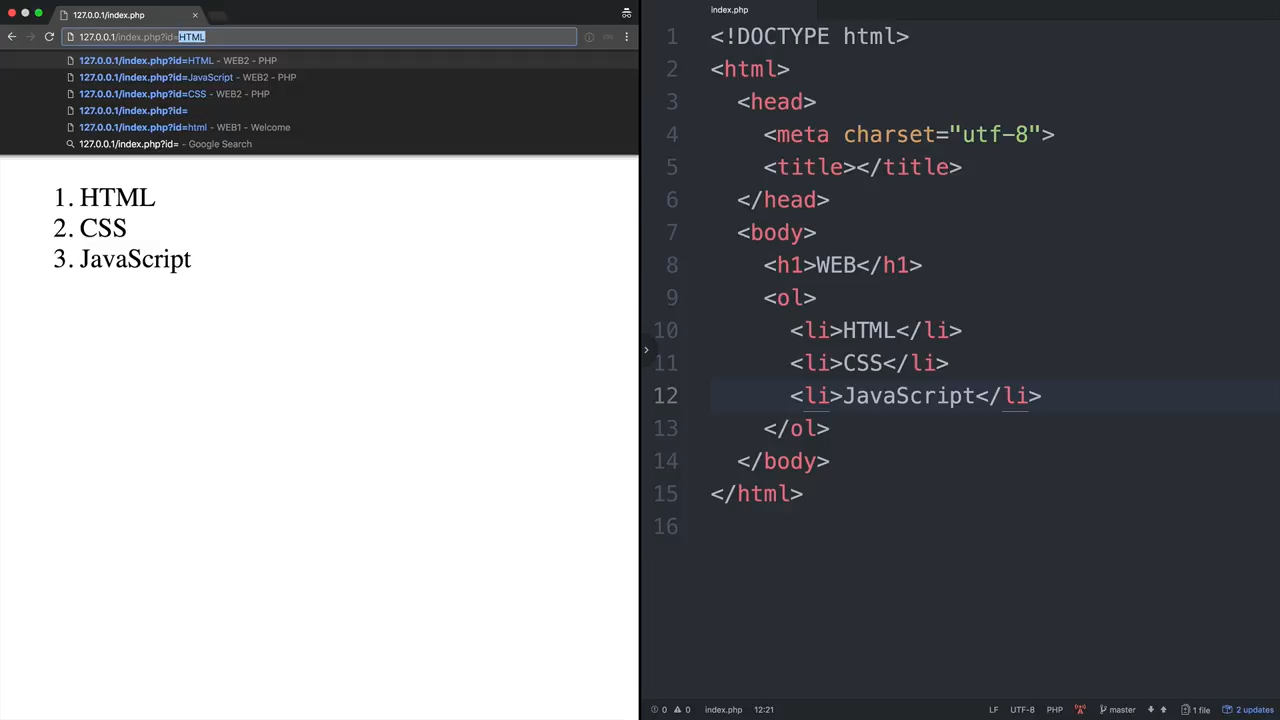 127.0.0.1/index.php
127.0.0.1/index.php?id=HTML
127.0.0.1/index.php?id=HTML - WEB2 - PHP
127.0.0.1/index.php?id=JavaScript - WEB2 - PHP
127.0.0.1/index.php?id=CSS - WEB2 - PHP
127.0.0.1/index.php?id=
127.0.0.1/index.php?id=html - WEB1 - Welcome
127.0.0.1/index.php?id= - Google Search
1. HTML
2. CSS
3. JavaScript
index.php
1 <!DOCTYPE html>
2 <html>
3 <head>
4 <meta charset="utf-8">
5 <title></title>
6 </head>
7 <body>
8 <h1>WEB</h1>
9 <ol>
10 <li>HTML</li>
11 <li>CSS</li>
12 <li>JavaScript</li>
13 </ol>
14 </body>
15 </html>
16
0 0 index.php 12:21 LF UTF-8 PHP master 1 file 2 updates